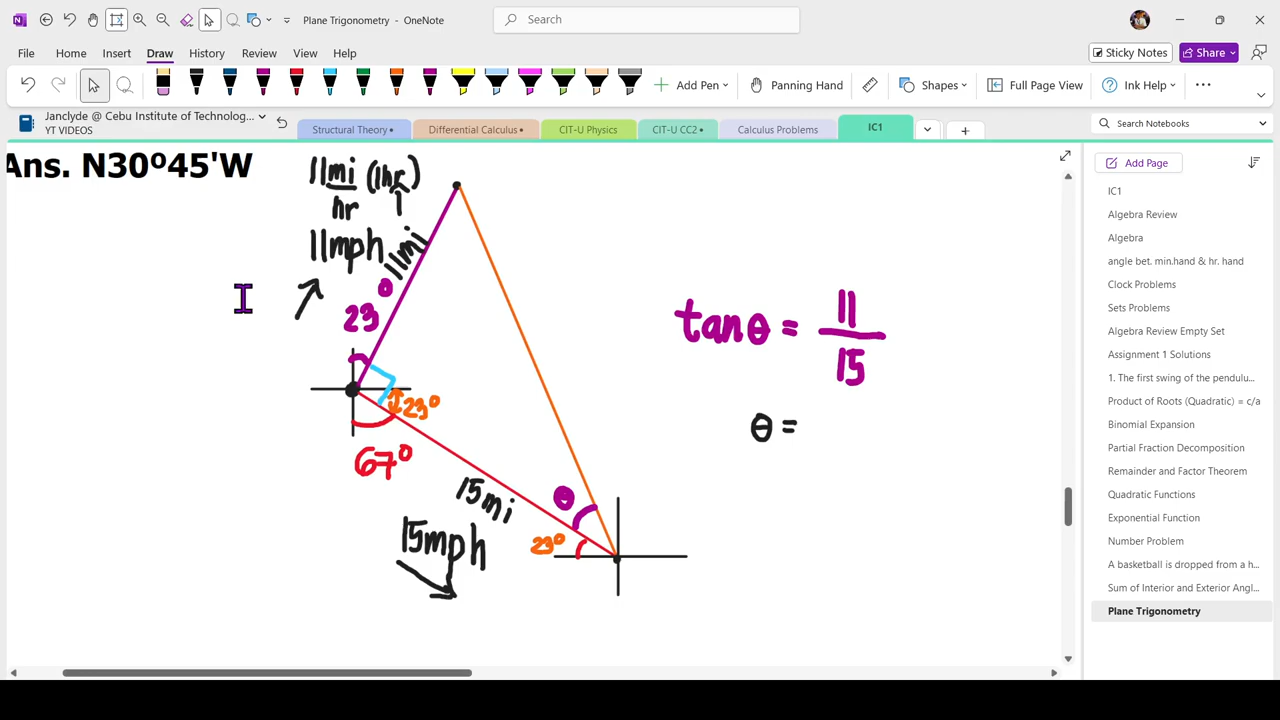 Plane Trigonometry - OneNote
Search
File Home Insert Draw History Review View Help
Sticky Notes
Share
Add Pen
Panning Hand
Shapes
Full Page View
Ink Help
Janclyde @ Cebu Institute of Technolog...
YT VIDEOS
Structural Theory
Differential Calculus
CIT-U Physics
CIT-U CC2
Calculus Problems
IC1
Search Notebooks
Add Page
IC1
Algebra Review
Algebra
angle bet. min.hand & hr. hand
Clock Problems
Sets Problems
Algebra Review Empty Set
Assignment 1 Solutions
1. The first swing of the pendulu...
Product of Roots (Quadratic) = c/a
Binomial Expansion
Partial Fraction Decomposition
Remainder and Factor Theorem
Quadratic Functions
Exponential Function
Number Problem
A basketball is dropped from a h...
Sum of Interior and Exterior Angl...
Plane Trigonometry
Ans. N30º45'W
11mi/hr (1hr/1)
11mph
11mi
23°
23°
67°
15mi
15mph
θ
23°
tanθ = 11/15
θ =